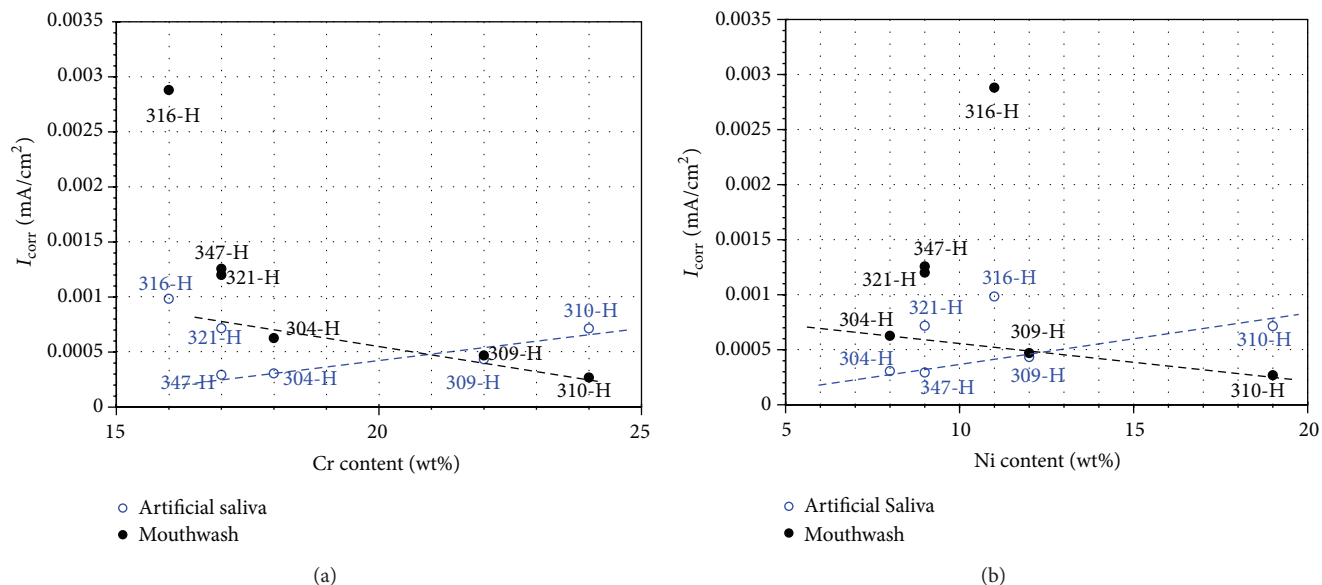 0.0035
0.003
0.0025
0.002
0.0015
0.001
0.0005
0
I_corr (mA/cm²)
316-H
347-H
321-H
316-H
321-H
304-H
347-H
304-H
309-H
309-H
310-H
310-H
15
20
25
Cr content (wt%)
Artificial saliva
Mouthwash
(a)
0.0035
0.003
0.0025
0.002
0.0015
0.001
0.0005
0
I_corr (mA/cm²)
316-H
347-H
321-H
316-H
321-H
304-H
309-H
304-H
347-H
309-H
310-H
310-H
5
10
15
20
Ni content (wt%)
Artificial Saliva
Mouthwash
(b)